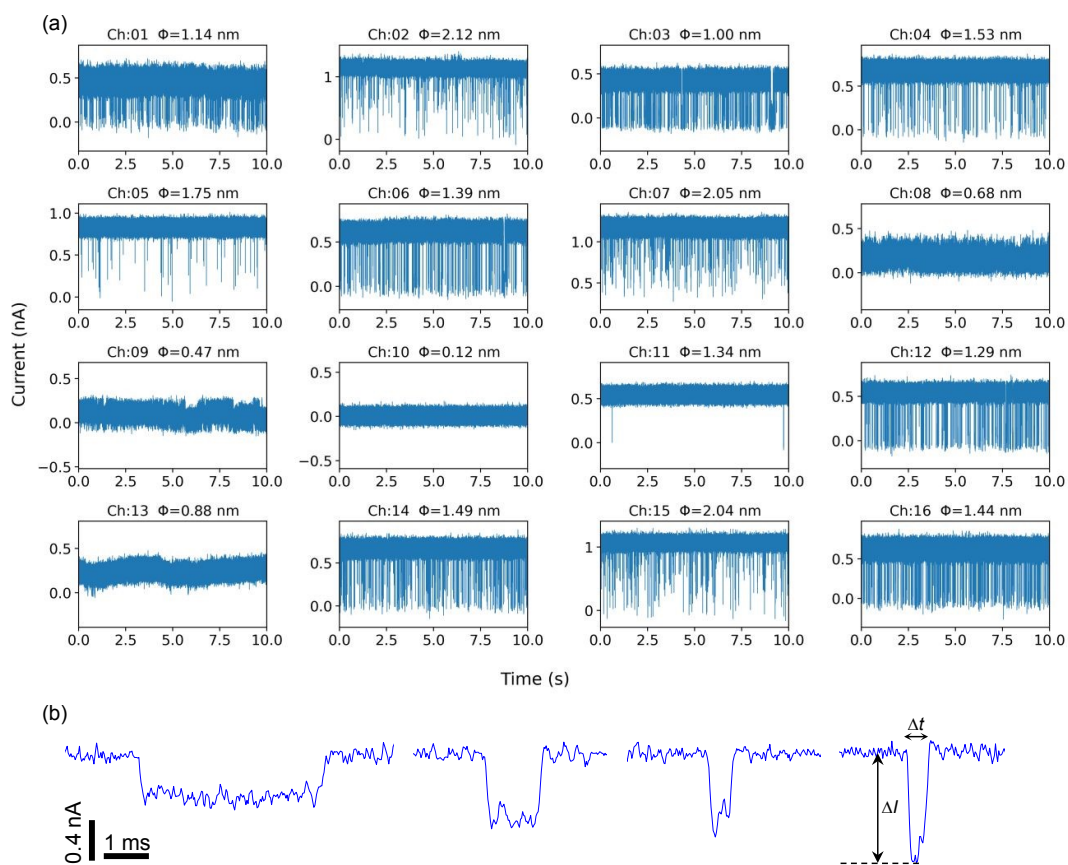 (a)
Ch:01 Φ=1.14 nm
Ch:02 Φ=2.12 nm
Ch:03 Φ=1.00 nm
Ch:04 Φ=1.53 nm
0.5
0.0
1
0
0.5
0.0
0.5
0.0
0.0 2.5 5.0 7.5 10.0
0.0 2.5 5.0 7.5 10.0
0.0 2.5 5.0 7.5 10.0
0.0 2.5 5.0 7.5 10.0
Ch:05 Φ=1.75 nm
Ch:06 Φ=1.39 nm
Ch:07 Φ=2.05 nm
Ch:08 Φ=0.68 nm
1.0
0.5
0.0
0.5
0.0
1.0
0.5
0.5
0.0
0.0 2.5 5.0 7.5 10.0
0.0 2.5 5.0 7.5 10.0
0.0 2.5 5.0 7.5 10.0
0.0 2.5 5.0 7.5 10.0
Current (nA)
Ch:09 Φ=0.47 nm
Ch:10 Φ=0.12 nm
Ch:11 Φ=1.34 nm
Ch:12 Φ=1.29 nm
0.5
0.0
−0.5
0.5
0.0
−0.5
0.5
0.0
0.5
0.0
0.0 2.5 5.0 7.5 10.0
0.0 2.5 5.0 7.5 10.0
0.0 2.5 5.0 7.5 10.0
0.0 2.5 5.0 7.5 10.0
Ch:13 Φ=0.88 nm
Ch:14 Φ=1.49 nm
Ch:15 Φ=2.04 nm
Ch:16 Φ=1.44 nm
0.5
0.0
0.5
0.0
1
0
0.5
0.0
0.0 2.5 5.0 7.5 10.0
0.0 2.5 5.0 7.5 10.0
0.0 2.5 5.0 7.5 10.0
0.0 2.5 5.0 7.5 10.0
Time (s)
(b)
Δt
ΔI
0.4 nA
1 ms